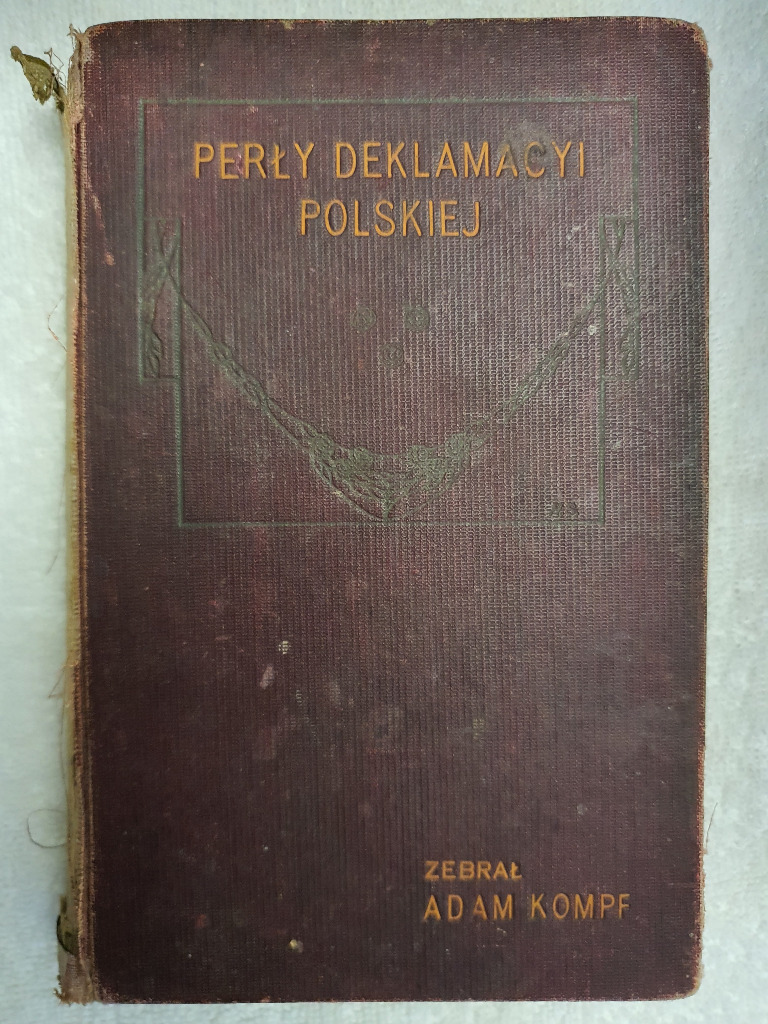 PERŁY DEKLAMACYI
POLSKIEJ
ZEBRAŁ
ADAM KOMPF